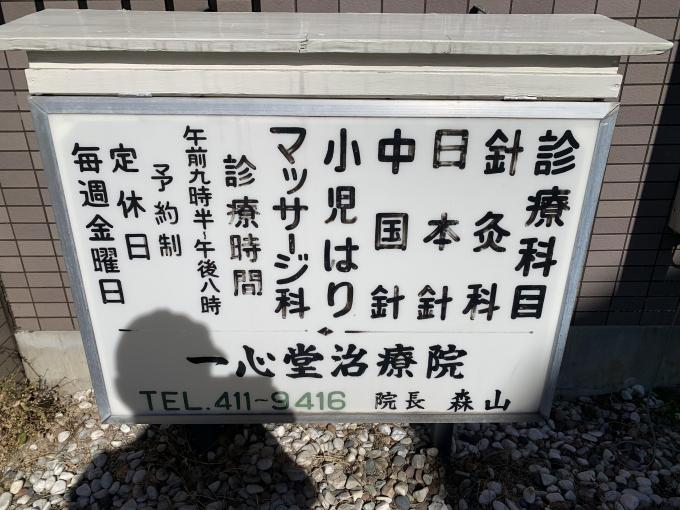 診療科目
針灸科
日本針
中国針
小児はり
マッサージ科
診療時間
午前九時半~午後八時
予約制
定休日
毎週金曜日
一心堂治療院
TEL.411~9416 院長 森山